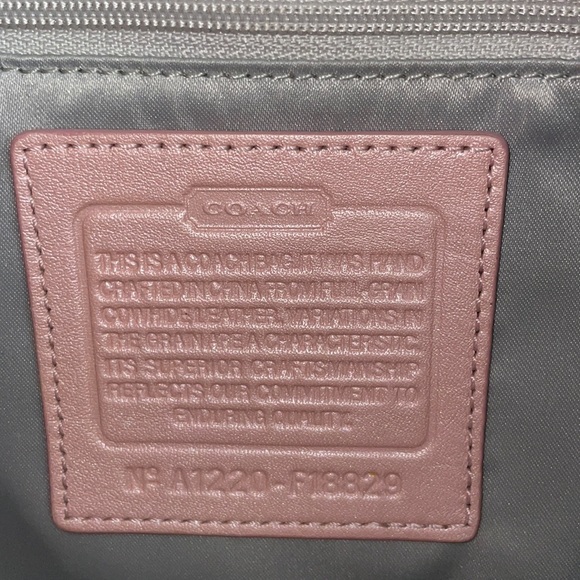 COACH
THIS IS A COACH BAG. IT WAS HAND
CRAFTED IN CHINA FROM FULL GRAIN
COWHIDE LEATHER. VARIATIONS IN
THE GRAIN ARE A CHARACTERISTIC.
ITS SUPERIOR CRAFTSMANSHIP
REFLECTS OUR COMMITMENT TO
ENDURING QUALITY.
Nº A1220-F18829